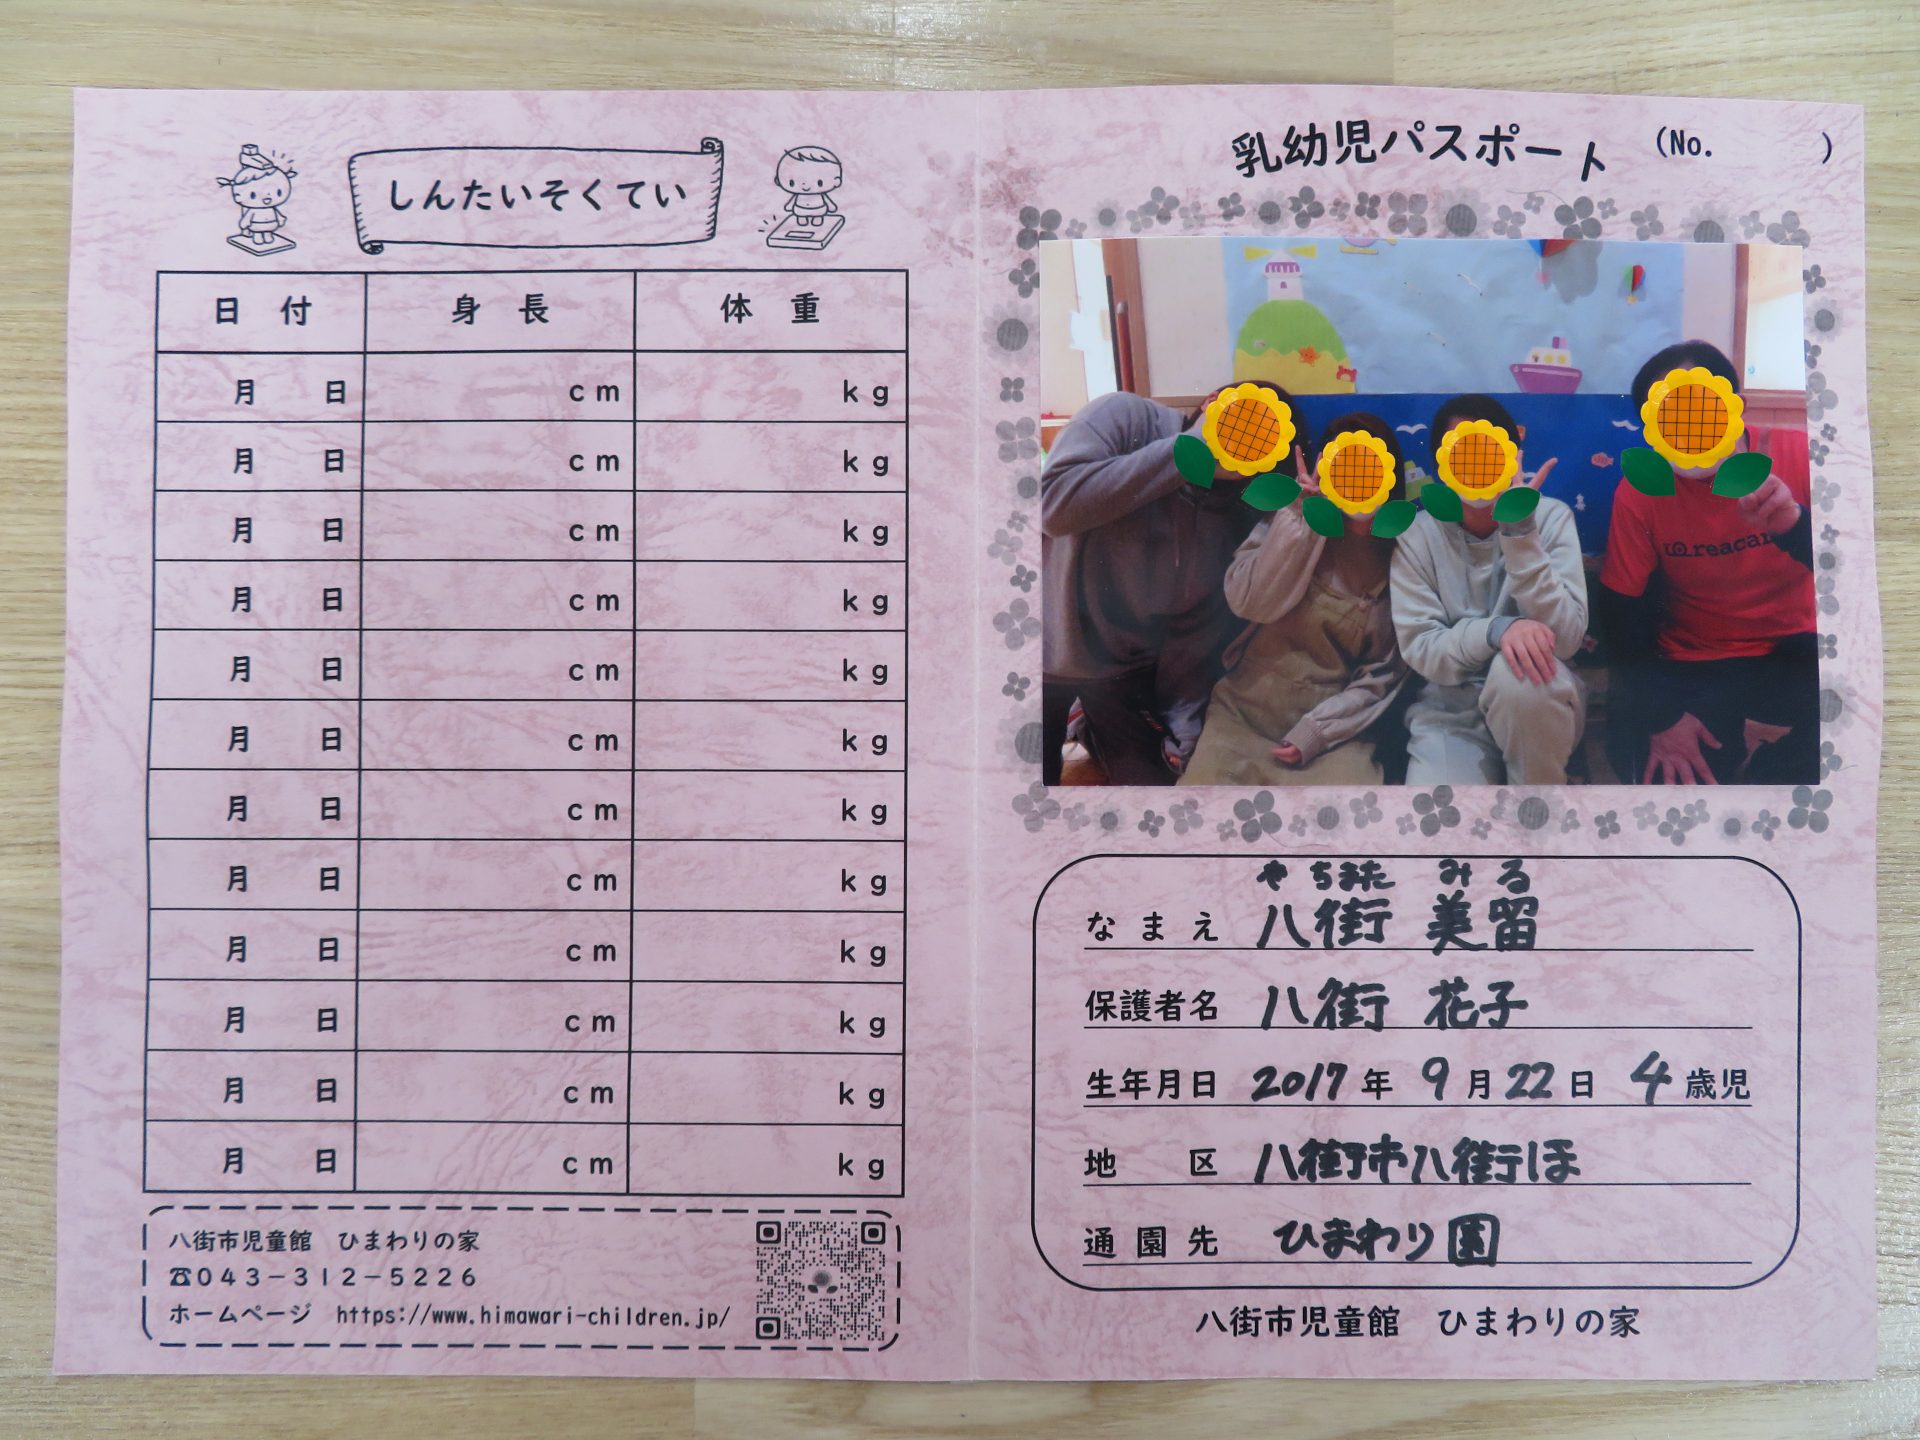 しんたいそくてい
日 付 身 長 体 重
月 日 cm kg
月 日 cm kg
月 日 cm kg
月 日 cm kg
月 日 cm kg
月 日 cm kg
月 日 cm kg
月 日 cm kg
月 日 cm kg
月 日 cm kg
月 日 cm kg
月 日 cm kg
八街市児童館 ひまわりの家
☎043-312-5226
ホームページ https://www.himawari-children.jp/
乳幼児パスポート (No. )
やちまた みる
なまえ 八街 美留
保護者名 八街 花子
生年月日 2017年 9月22日 4歳児
地 区 八街市八街ほ
通園先 ひまわり園
八街市児童館 ひまわりの家